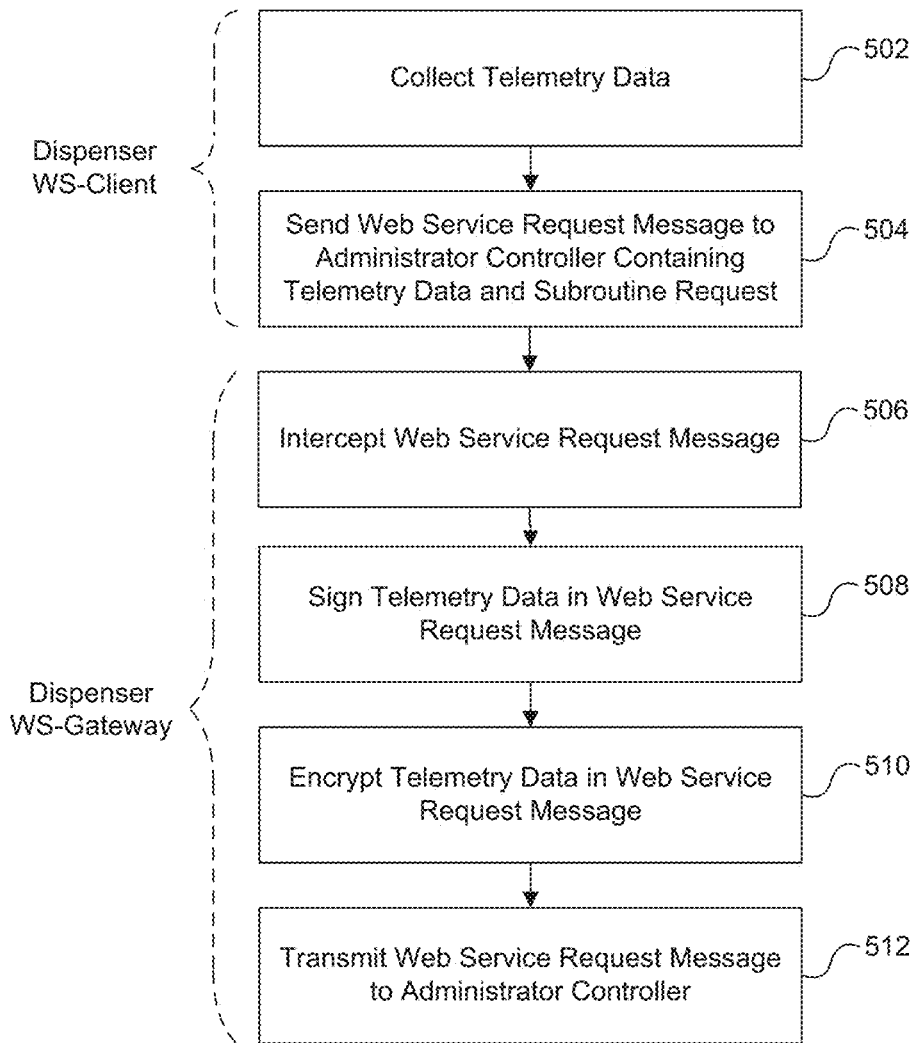 Collect Telemetry Data
502
Dispenser
WS-Client
Send Web Service Request Message to
Administrator Controller Containing
Telemetry Data and Subroutine Request
504
Intercept Web Service Request Message
506
Sign Telemetry Data in Web Service
Request Message
508
Dispenser
WS-Gateway
Encrypt Telemetry Data in Web Service
Request Message
510
Transmit Web Service Request Message
to Administrator Controller
512